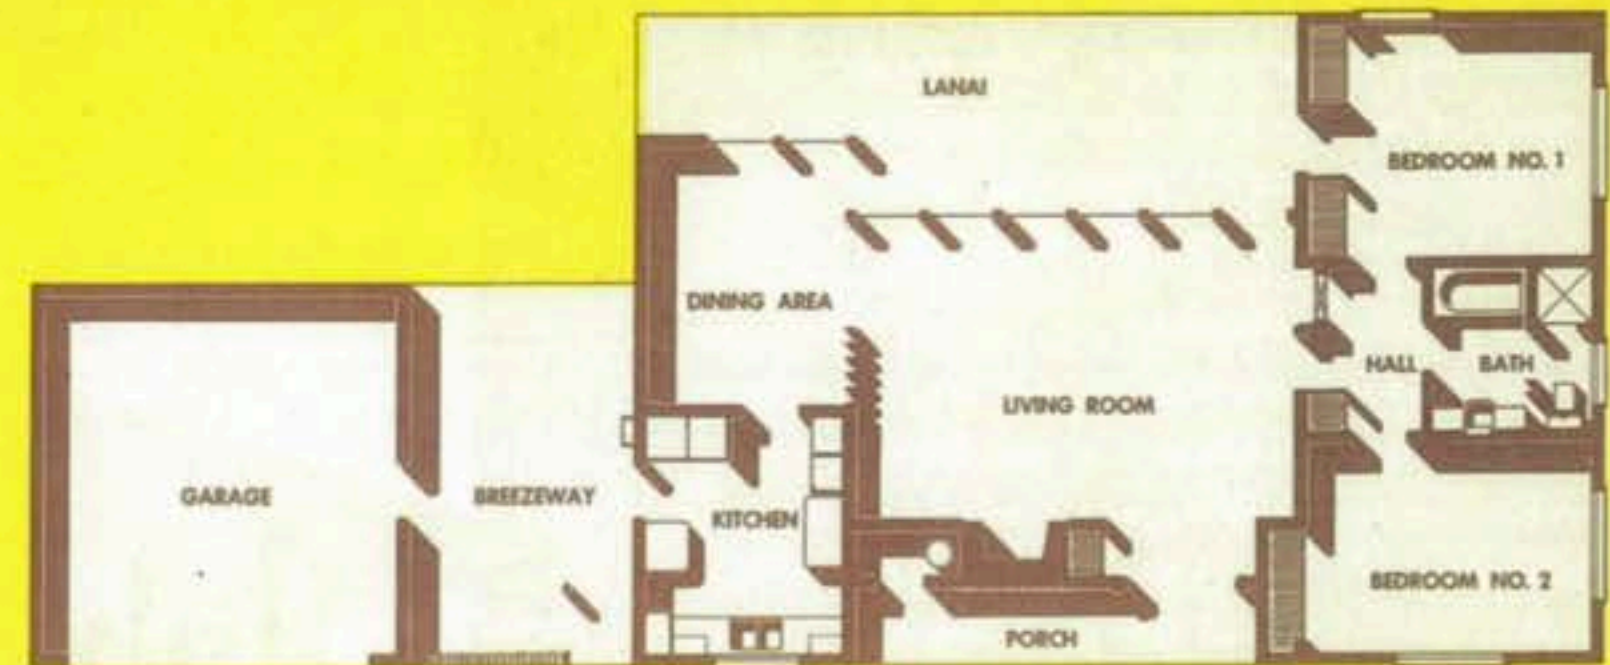 LANAI
BEDROOM NO. 1
DINING AREA
HALL
BATH
LIVING ROOM
GARAGE
BREEZEWAY
KITCHEN
BEDROOM NO. 2
PORCH